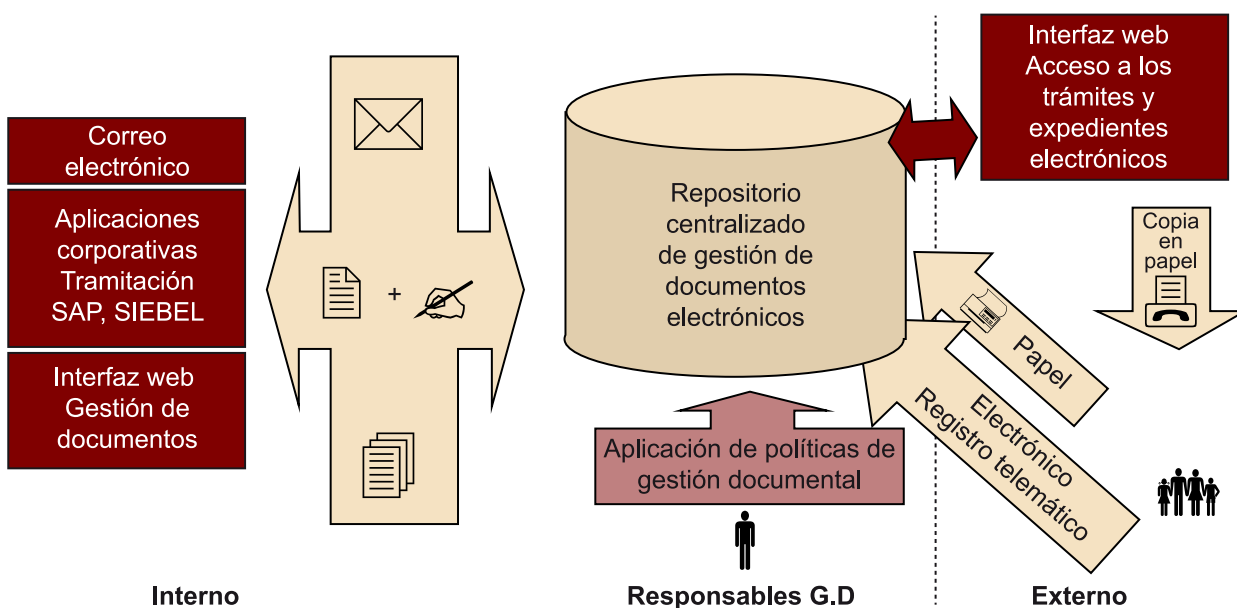 Correo
electrónico
Aplicaciones
corporativas
Tramitación
SAP, SIEBEL
Interfaz web
Gestión de
documentos
+
Repositorio
centralizado
de gestión de
documentos
electrónicos
Aplicación de políticas de
gestión documental
Interfaz web
Acceso a los
trámites y
expedientes
electrónicos
Copia
en
papel
Papel
Electrónico
Registro telemático
Interno
Responsables G.D
Externo